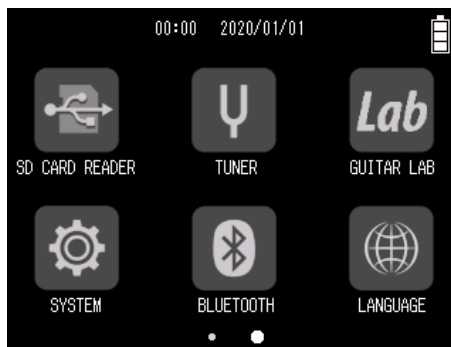 00:00 2020/01/01
Lab
SD CARD READER TUNER GUITAR LAB
SYSTEM BLUETOOTH LANGUAGE